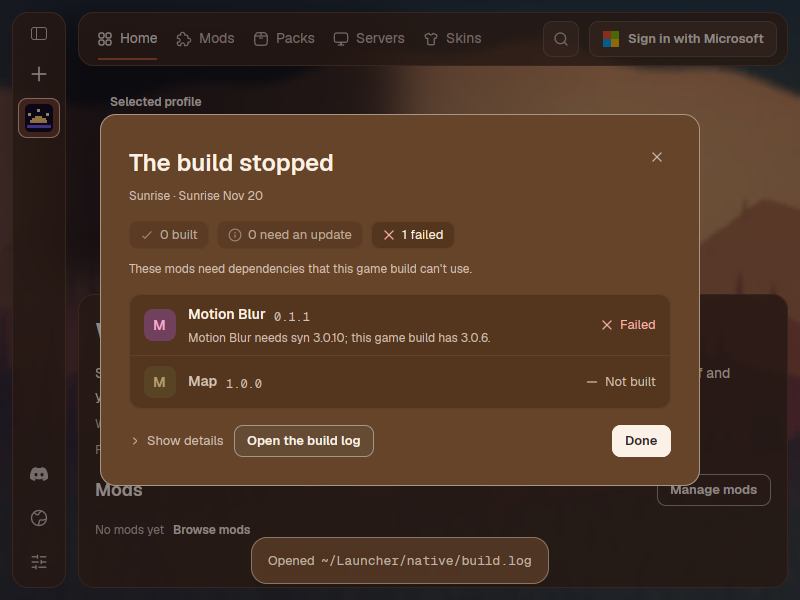 Home
Mods
Packs
Servers
Skins
Sign in with Microsoft
Selected profile
The build stopped
Sunrise · Sunrise Nov 20
0 built
0 need an update
1 failed
These mods need dependencies that this game build can't use.
M
Motion Blur 0.1.1
Failed
Motion Blur needs syn 3.0.10; this game build has 3.0.6.
M
Map 1.0.0
Not built
and
Show details
Open the build log
Done
Mods
Manage mods
No mods yet Browse mods
Opened ~/Launcher/native/build.log